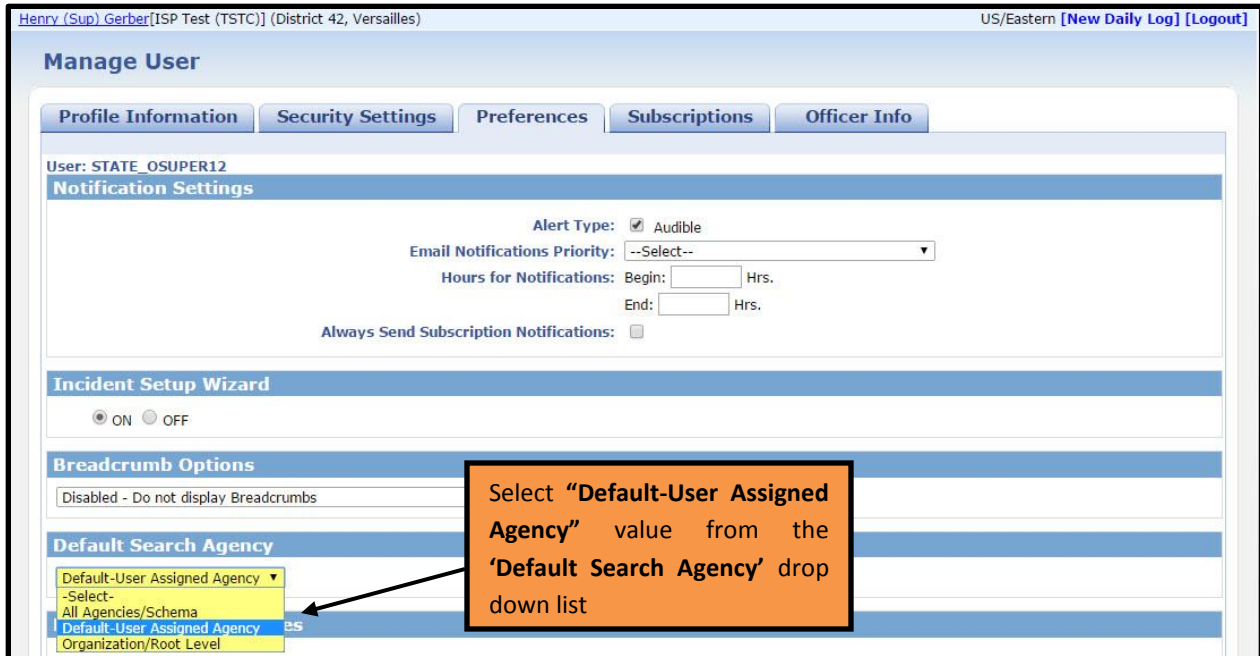 Henry (Sup) Gerber[ISP Test (TSTC)] (District 42, Versailles) US/Eastern [New Daily Log] [Logout]
Manage User
Profile Information Security Settings Preferences Subscriptions Officer Info
User: STATE_OSUPER12
Notification Settings
Alert Type: Audible
Email Notifications Priority: --Select--
Hours for Notifications: Begin: Hrs.
End: Hrs.
Always Send Subscription Notifications:
Incident Setup Wizard
ON OFF
Breadcrumb Options
Disabled - Do not display Breadcrumbs
Default Search Agency
Default-User Assigned Agency
-Select-
All Agencies/Schema
Default-User Assigned Agency
Organization/Root Level
Select “Default-User Assigned
Agency” value from the
‘Default Search Agency’ drop
down list